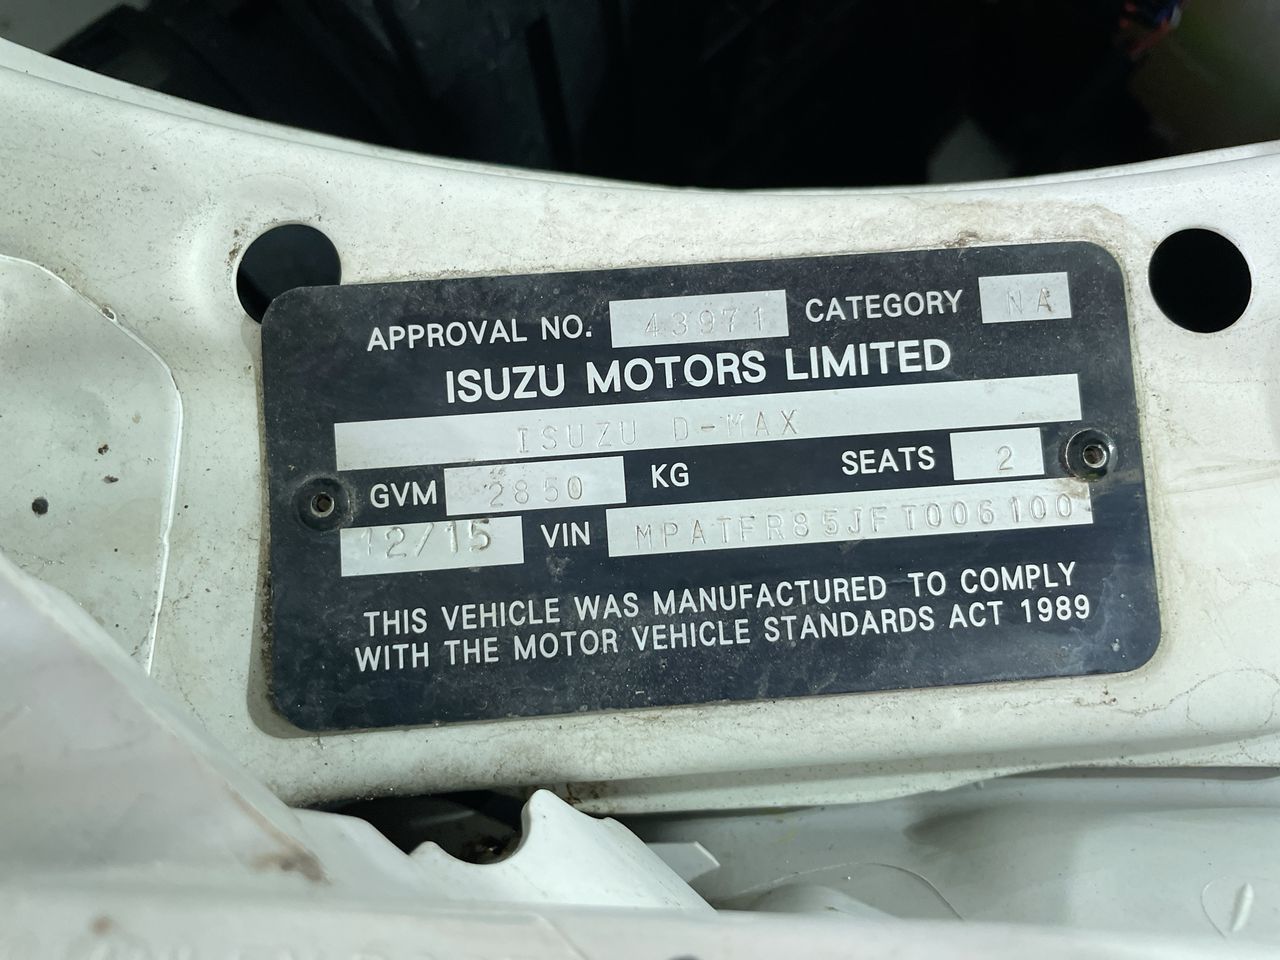 APPROVAL NO. 43971 CATEGORY NA
ISUZU MOTORS LIMITED
ISUZU D-MAX
GVM 2850 KG SEATS 2
12/15 VIN MPATFR85JFT006100
THIS VEHICLE WAS MANUFACTURED TO COMPLY
WITH THE MOTOR VEHICLE STANDARDS ACT 1989